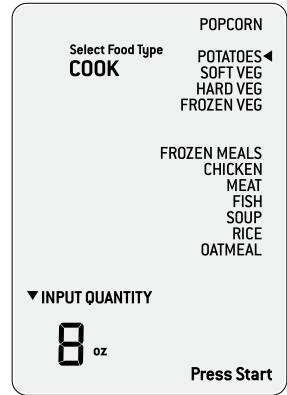 POPCORN
Select Food Type
COOK
POTATOES◀
SOFT VEG
HARD VEG
FROZEN VEG
FROZEN MEALS
CHICKEN
MEAT
FISH
SOUP
RICE
OATMEAL
▼INPUT QUANTITY
8 oz
Press Start